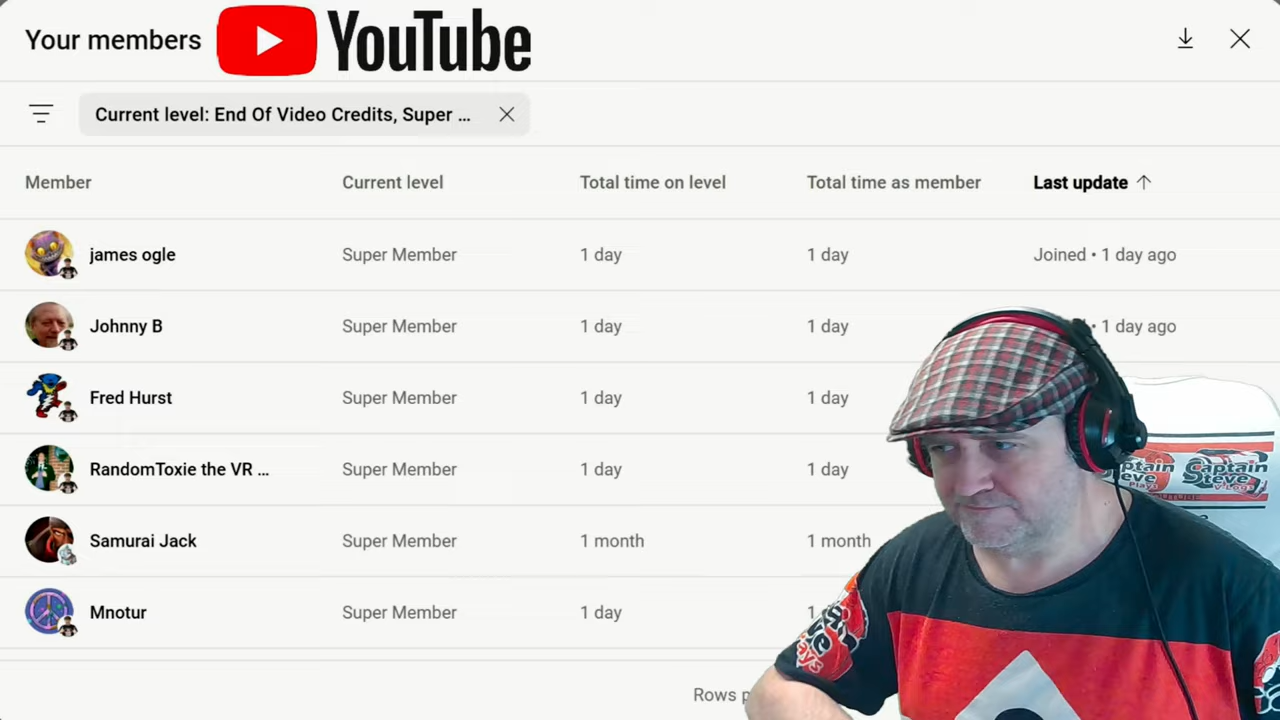 Your members YouTube
Current level: End Of Video Credits, Super ...
Member Current level Total time on level Total time as member Last update
james ogle Super Member 1 day 1 day Joined • 1 day ago
Johnny B Super Member 1 day 1 day • 1 day ago
Fred Hurst Super Member 1 day 1 day
RandomToxie the VR ... Super Member 1 day 1 day
Captain Steve V'Logs
Samurai Jack Super Member 1 month 1 month
Mnotur Super Member 1 day
Rows